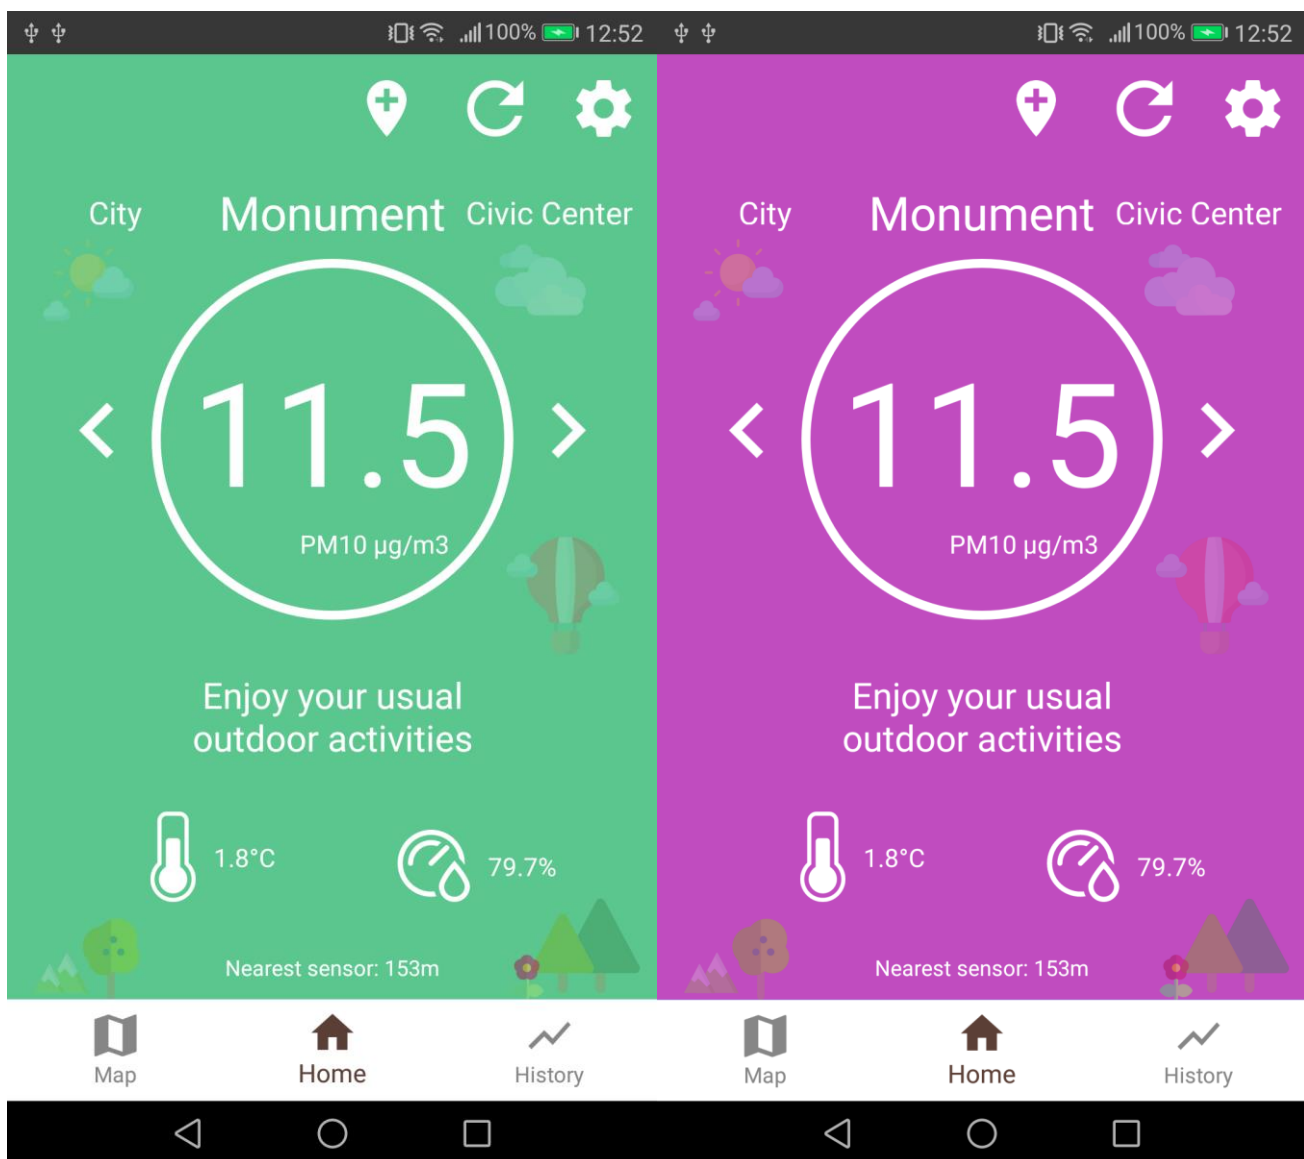 100% 12:52
City Monument Civic Center
11.5
PM10 µg/m3
Enjoy your usual
outdoor activities
1.8°C 79.7%
Nearest sensor: 153m
Map Home History
100% 12:52
City Monument Civic Center
11.5
PM10 µg/m3
Enjoy your usual
outdoor activities
1.8°C 79.7%
Nearest sensor: 153m
Map Home History